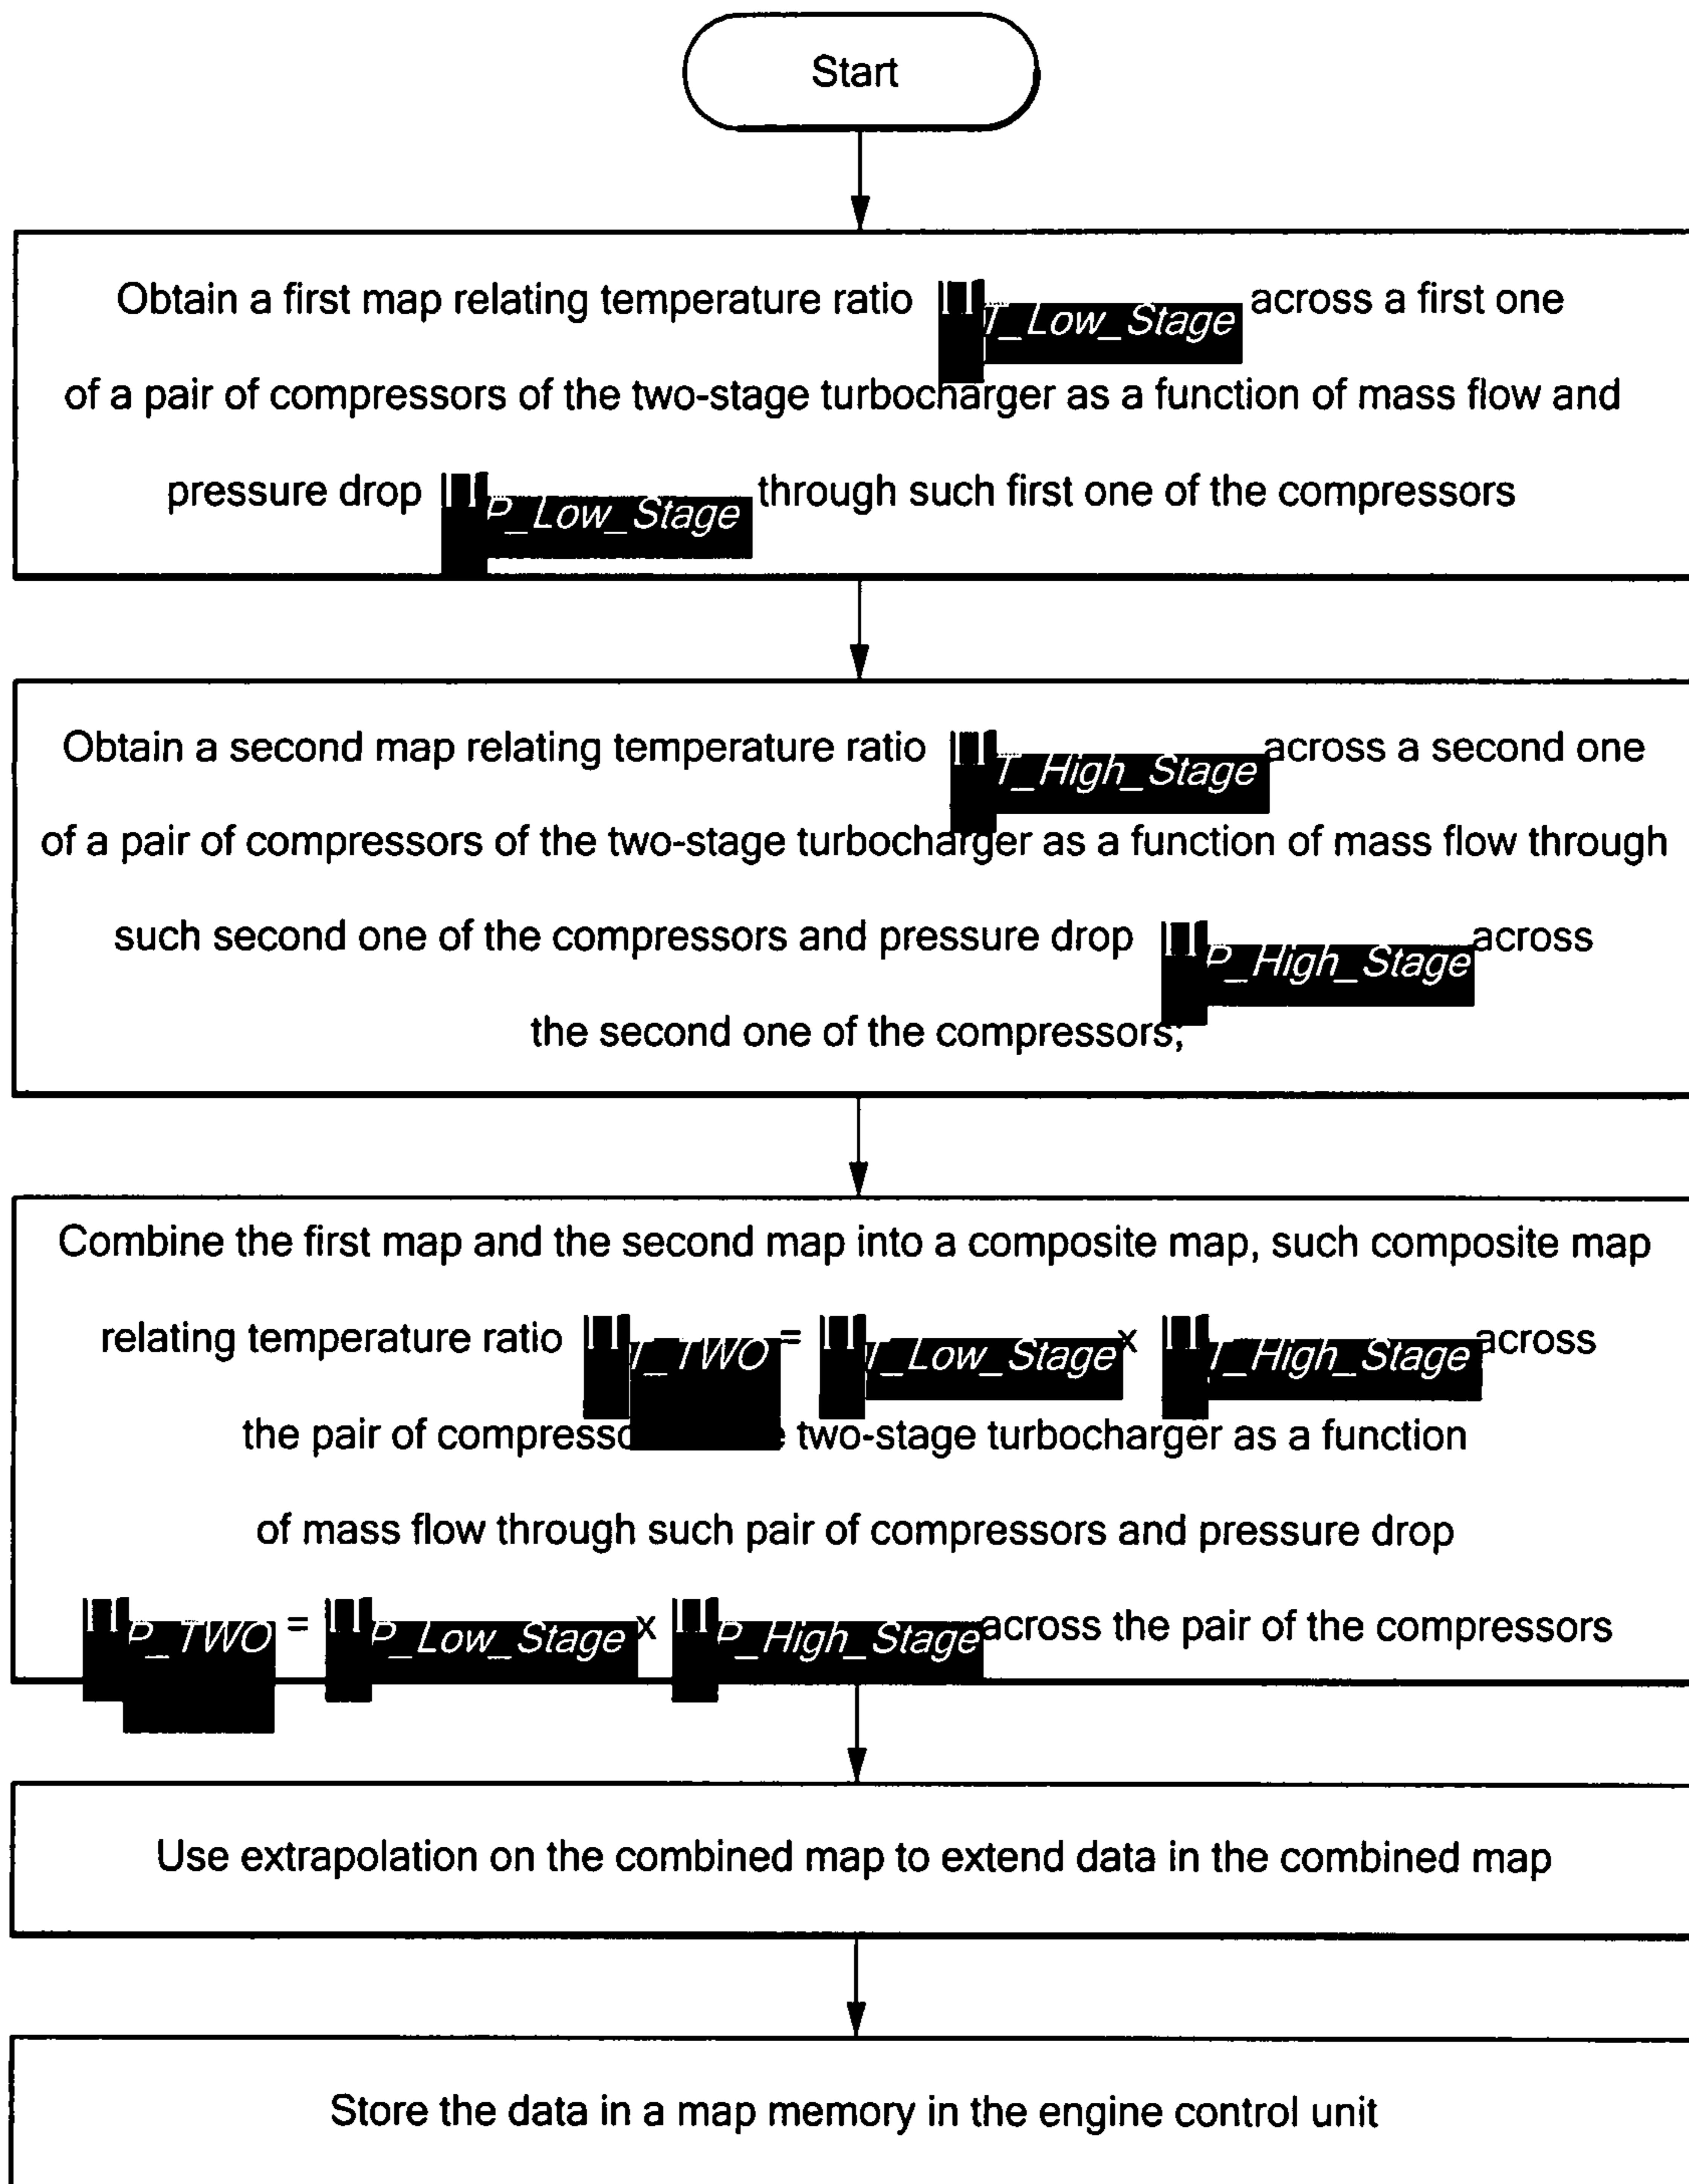 Start
Obtain a first map relating temperature ratio Π T_Low_Stage across a first one
of a pair of compressors of the two-stage turbocharger as a function of mass flow and
pressure drop Π P_Low_Stage through such first one of the compressors
Obtain a second map relating temperature ratio Π T_High_Stage across a second one
of a pair of compressors of the two-stage turbocharger as a function of mass flow through
such second one of the compressors and pressure drop Π P_High_Stage across
the second one of the compressors;
Combine the first map and the second map into a composite map, such composite map
relating temperature ratio Π T_TWO = Π T_Low_Stage x Π T_High_Stage across
the pair of two-stage turbocharger as a function
of mass flow through such pair of compressors and pressure drop
Π P_TWO = Π P_Low_Stage x Π P_High_Stage across the pair of the compressors
Use extrapolation on the combined map to extend data in the combined map
Store the data in a map memory in the engine control unit